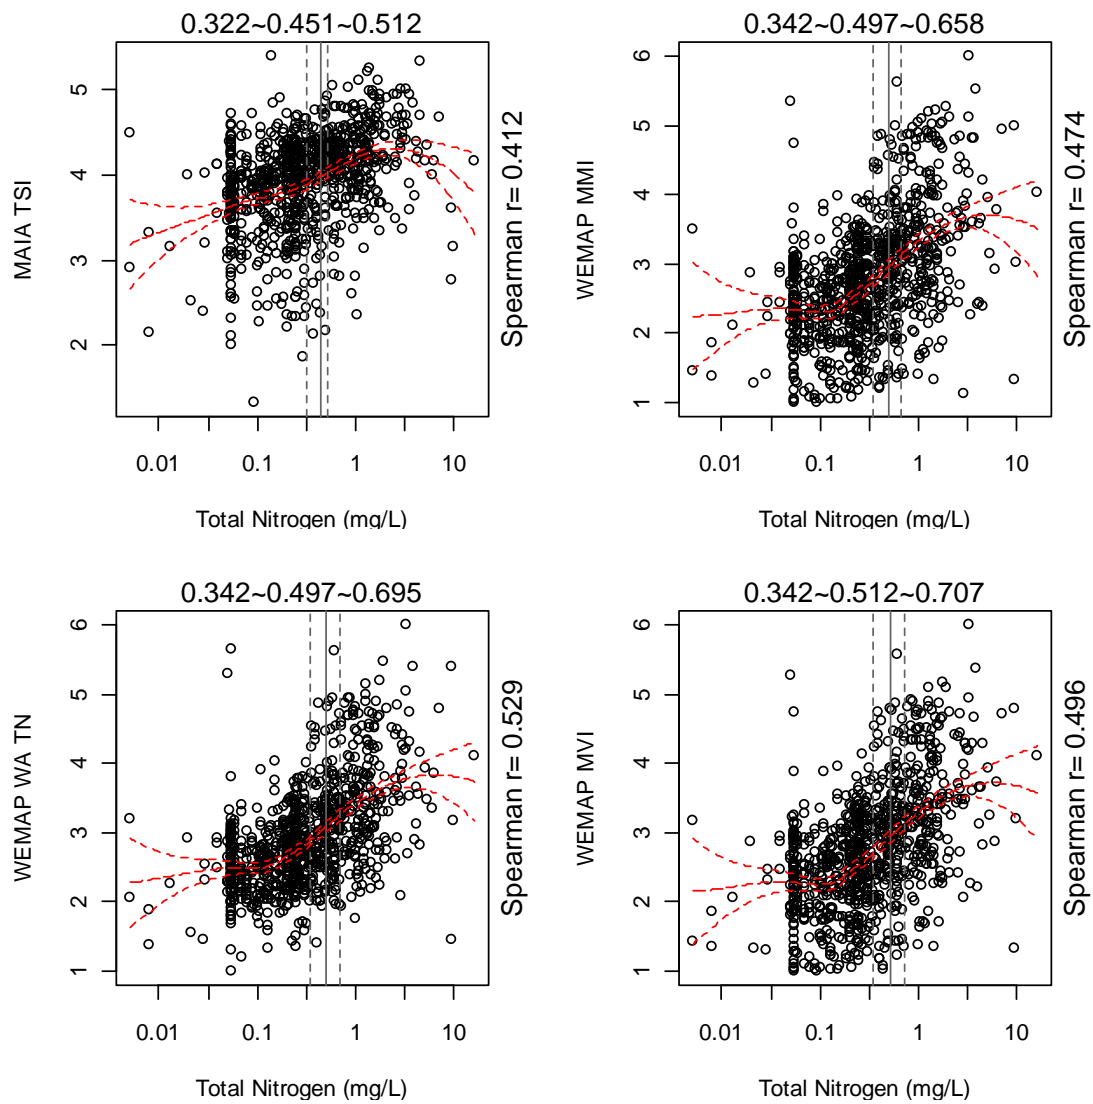 0.322~0.451~0.512
MAIA TSI
5
4
3
2
Spearman r= 0.412
0.01 0.1 1 10
Total Nitrogen (mg/L)
0.342~0.497~0.658
WEMAP MMI
6
5
4
3
2
1
Spearman r= 0.474
0.01 0.1 1 10
Total Nitrogen (mg/L)
0.342~0.497~0.695
WEMAP WA TN
6
5
4
3
2
1
Spearman r= 0.529
0.01 0.1 1 10
Total Nitrogen (mg/L)
0.342~0.512~0.707
WEMAP MVI
6
5
4
3
2
1
Spearman r= 0.496
0.01 0.1 1 10
Total Nitrogen (mg/L)